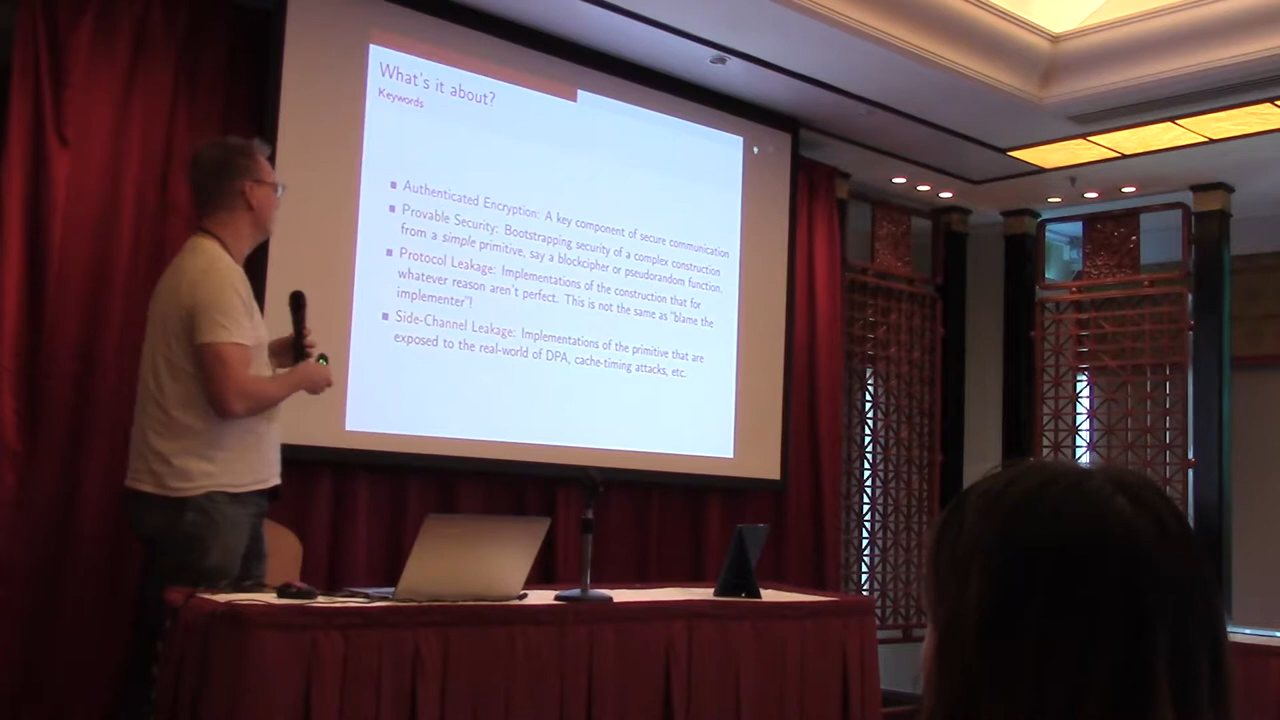 What's it about?
Keywords
Authenticated Encryption: A key component of secure communication
Provable Security: Bootstrapping security of a complex construction
from a simple primitive, say a blockcipher or pseudorandom function.
Protocol Leakage: Implementations of the construction that for
whatever reason aren't perfect. This is not the same as "blame the
implementer"!
Side-Channel Leakage: Implementations of the primitive that are
exposed to the real-world of DPA, cache-timing attacks, etc.